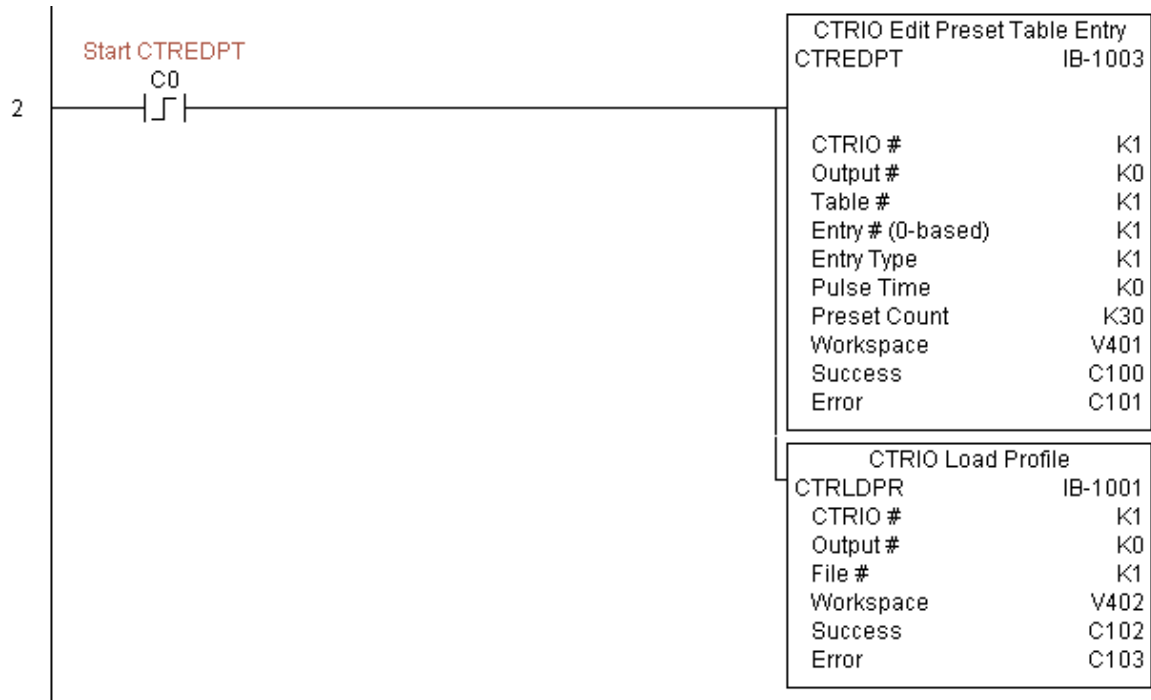 Start CTREDPT
C0
2
CTRIO Edit Preset Table Entry
CTREDPT IB-1003
CTRIO # K1
Output # K0
Table # K1
Entry # (0-based) K1
Entry Type K1
Pulse Time K0
Preset Count K30
Workspace V401
Success C100
Error C101
CTRIO Load Profile
CTRLDPR IB-1001
CTRIO # K1
Output # K0
File # K1
Workspace V402
Success C102
Error C103